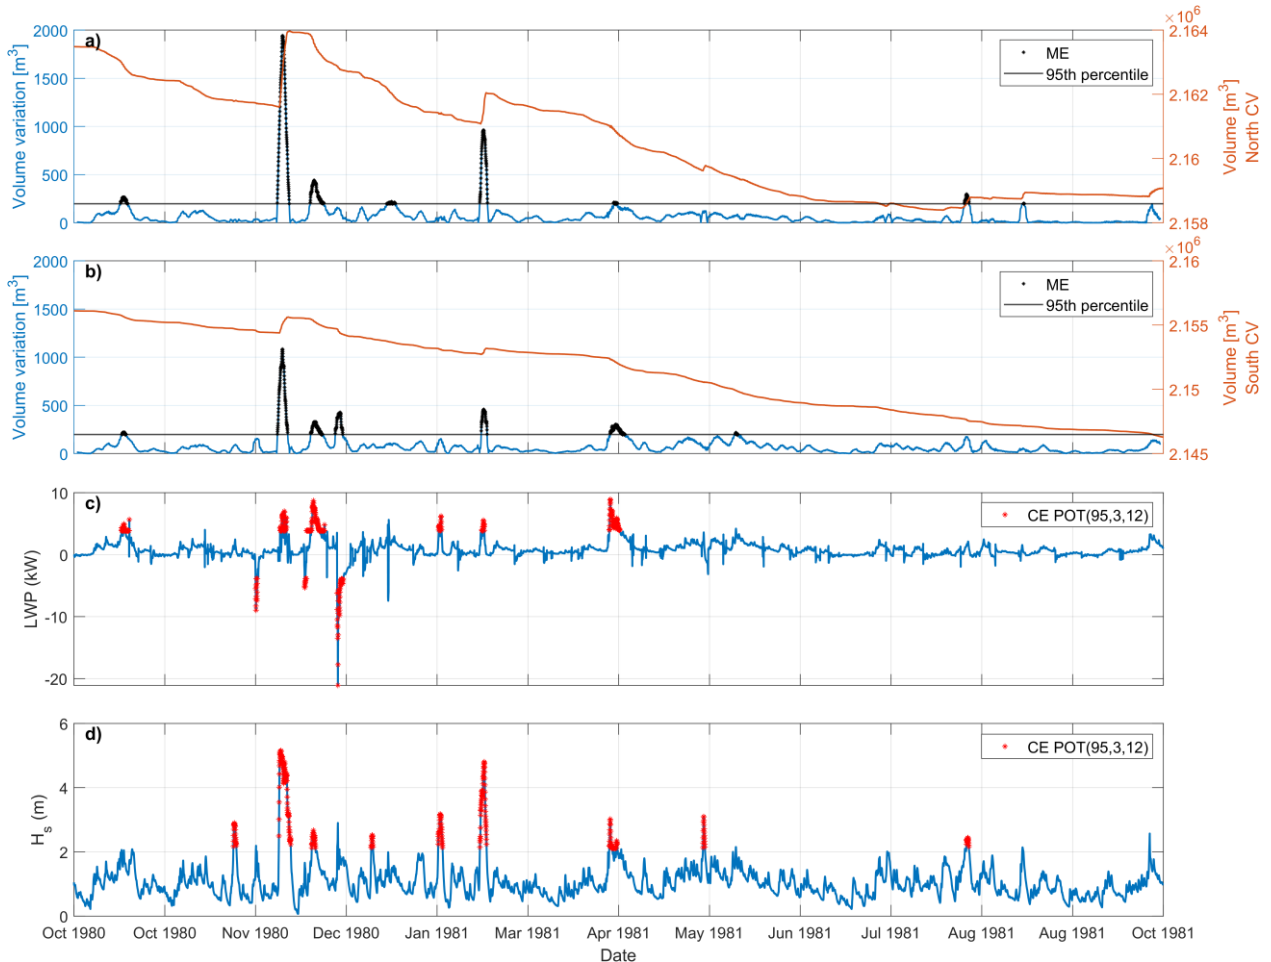 a)
2000
1500
1000
500
0
Volume variation [m³]
ME
95th percentile
×10⁶
2.164
2.162
2.16
2.158
Volume [m³]
North CV
b)
2000
1500
1000
500
0
Volume variation [m³]
ME
95th percentile
×10⁶
2.16
2.155
2.15
2.145
Volume [m³]
South CV
c)
10
0
-10
-20
LWP (kW)
CE POT(95,3,12)
d)
6
4
2
0
Hₛ (m)
CE POT(95,3,12)
Oct 1980 Oct 1980 Nov 1980 Dec 1980 Jan 1981 Mar 1981 Apr 1981 May 1981 Jun 1981 Jul 1981 Aug 1981 Aug 1981 Oct 1981
Date